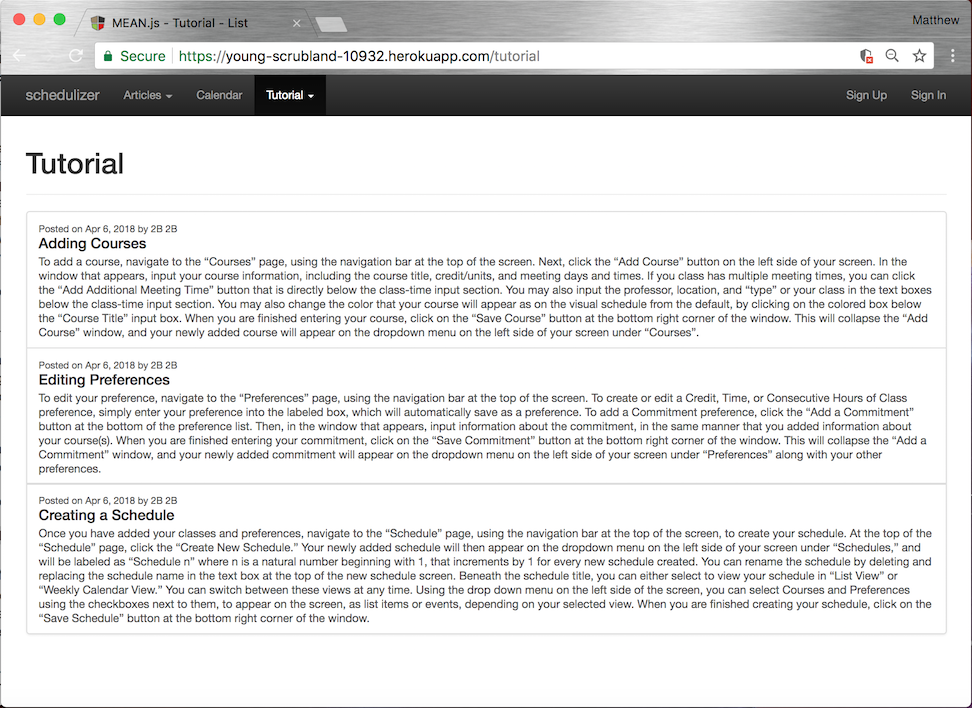 MEAN.js - Tutorial - List
Matthew
Secure https://young-scrubland-10932.herokuapp.com/tutorial
schedulizer Articles Calendar Tutorial Sign Up Sign In
Tutorial
Posted on Apr 6, 2018 by 2B 2B
Adding Courses
To add a course, navigate to the “Courses” page, using the navigation bar at the top of the screen. Next, click the “Add Course” button on the left side of your screen. In the
window that appears, input your course information, including the course title, credit/units, and meeting days and times. If you class has multiple meeting times, you can click
the “Add Additional Meeting Time” button that is directly below the class-time input section. You may also input the professor, location, and “type” or your class in the text boxes
below the class-time input section. You may also change the color that your course will appear as on the visual schedule from the default, by clicking on the colored box below
the “Course Title” input box. When you are finished entering your course, click on the “Save Course” button at the bottom right corner of the window. This will collapse the “Add
Course” window, and your newly added course will appear on the dropdown menu on the left side of your screen under “Courses”.
Posted on Apr 6, 2018 by 2B 2B
Editing Preferences
To edit your preference, navigate to the “Preferences” page, using the navigation bar at the top of the screen. To create or edit a Credit, Time, or Consecutive Hours of Class
preference, simply enter your preference into the labeled box, which will automatically save as a preference. To add a Commitment preference, click the “Add a Commitment”
button at the bottom of the preference list. Then, in the window that appears, input information about the commitment, in the same manner that you added information about
your course(s). When you are finished entering your commitment, click on the “Save Commitment” button at the bottom right corner of the window. This will collapse the “Add a
Commitment” window, and your newly added commitment will appear on the dropdown menu on the left side of your screen under “Preferences” along with your other
preferences.
Posted on Apr 6, 2018 by 2B 2B
Creating a Schedule
Once you have added your classes and preferences, navigate to the “Schedule” page, using the navigation bar at the top of the screen, to create your schedule. At the top of the
“Schedule” page, click the “Create New Schedule.” Your newly added schedule will then appear on the dropdown menu on the left side of your screen under “Schedules,” and
will be labeled as “Schedule n” where n is a natural number beginning with 1, that increments by 1 for every new schedule created. You can rename the schedule by deleting and
replacing the schedule name in the text box at the top of the new schedule screen. Beneath the schedule title, you can either select to view your schedule in “List View” or
“Weekly Calendar View.” You can switch between these views at any time. Using the drop down menu on the left side of the screen, you can select Courses and Preferences
using the checkboxes next to them, to appear on the screen, as list items or events, depending on your selected view. When you are finished creating your schedule, click on the
“Save Schedule” button at the bottom right corner of the window.